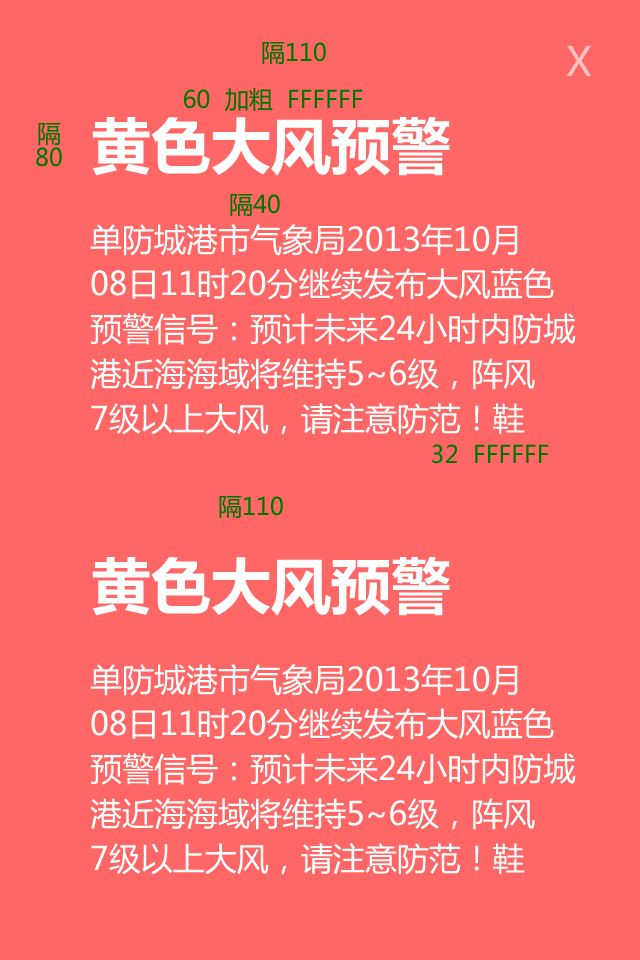 隔110
X
60 加粗 FFFFFF
隔
80
黄色大风预警
隔40
单防城港市气象局2013年10月
08日11时20分继续发布大风蓝色
预警信号：预计未来24小时内防城
港近海海域将维持5~6级，阵风
7级以上大风，请注意防范！鞋
32 FFFFFF
隔110
黄色大风预警
单防城港市气象局2013年10月
08日11时20分继续发布大风蓝色
预警信号：预计未来24小时内防城
港近海海域将维持5~6级，阵风
7级以上大风，请注意防范！鞋